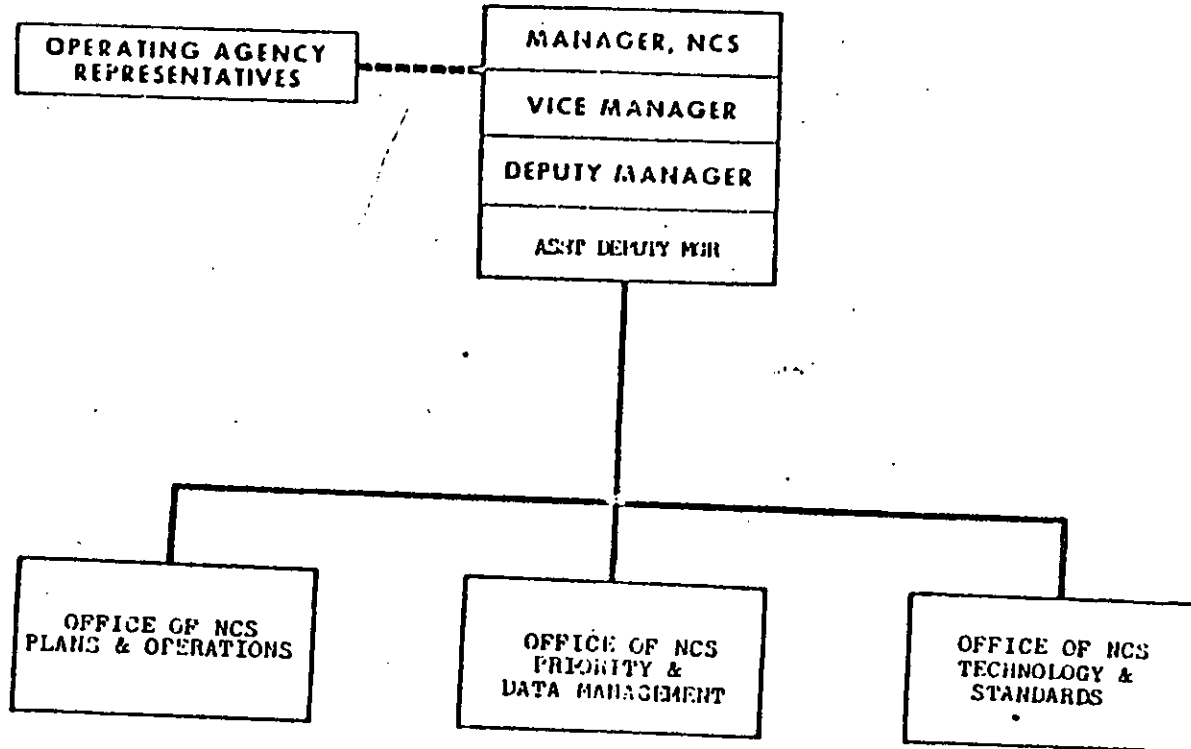 OPERATING AGENCY
REPRESENTATIVES
MANAGER, NCS
VICE MANAGER
DEPUTY MANAGER
ASST DEPUTY MGR
OFFICE OF NCS
PLANS & OPERATIONS
OFFICE OF NCS
PRIORITY &
DATA MANAGEMENT
OFFICE OF NCS
TECHNOLOGY &
STANDARDS